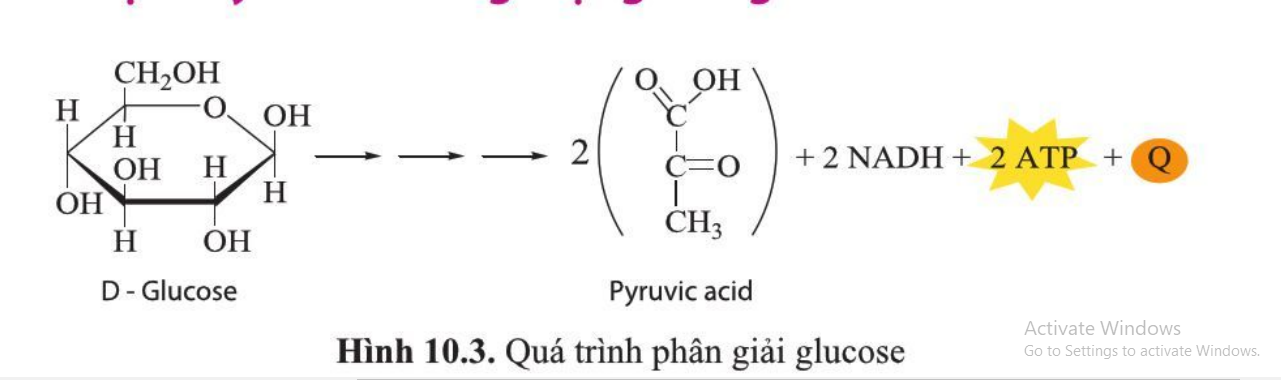 CH₂OH
H
O
OH
H
OH
H
OH
H
H
OH
D - Glucose
2
O
OH
C
C=O
CH₃
Pyruvic acid
+ 2 NADH + 2 ATP + Q
Hình 10.3. Quá trình phân giải glucose
Activate Windows
Go to Settings to activate Windows.